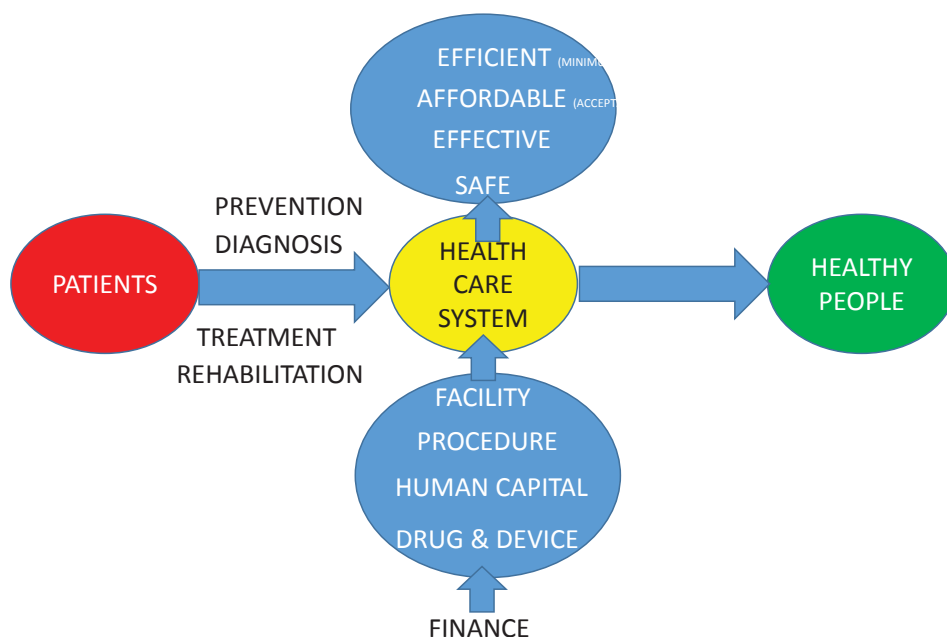 EFFICIENT
AFFORDABLE
EFFECTIVE
SAFE
PREVENTION
DIAGNOSIS
PATIENTS
TREATMENT
REHABILITATION
HEALTH
CARE
SYSTEM
HEALTHY
PEOPLE
FACILITY
PROCEDURE
HUMAN CAPITAL
DRUG & DEVICE
FINANCE